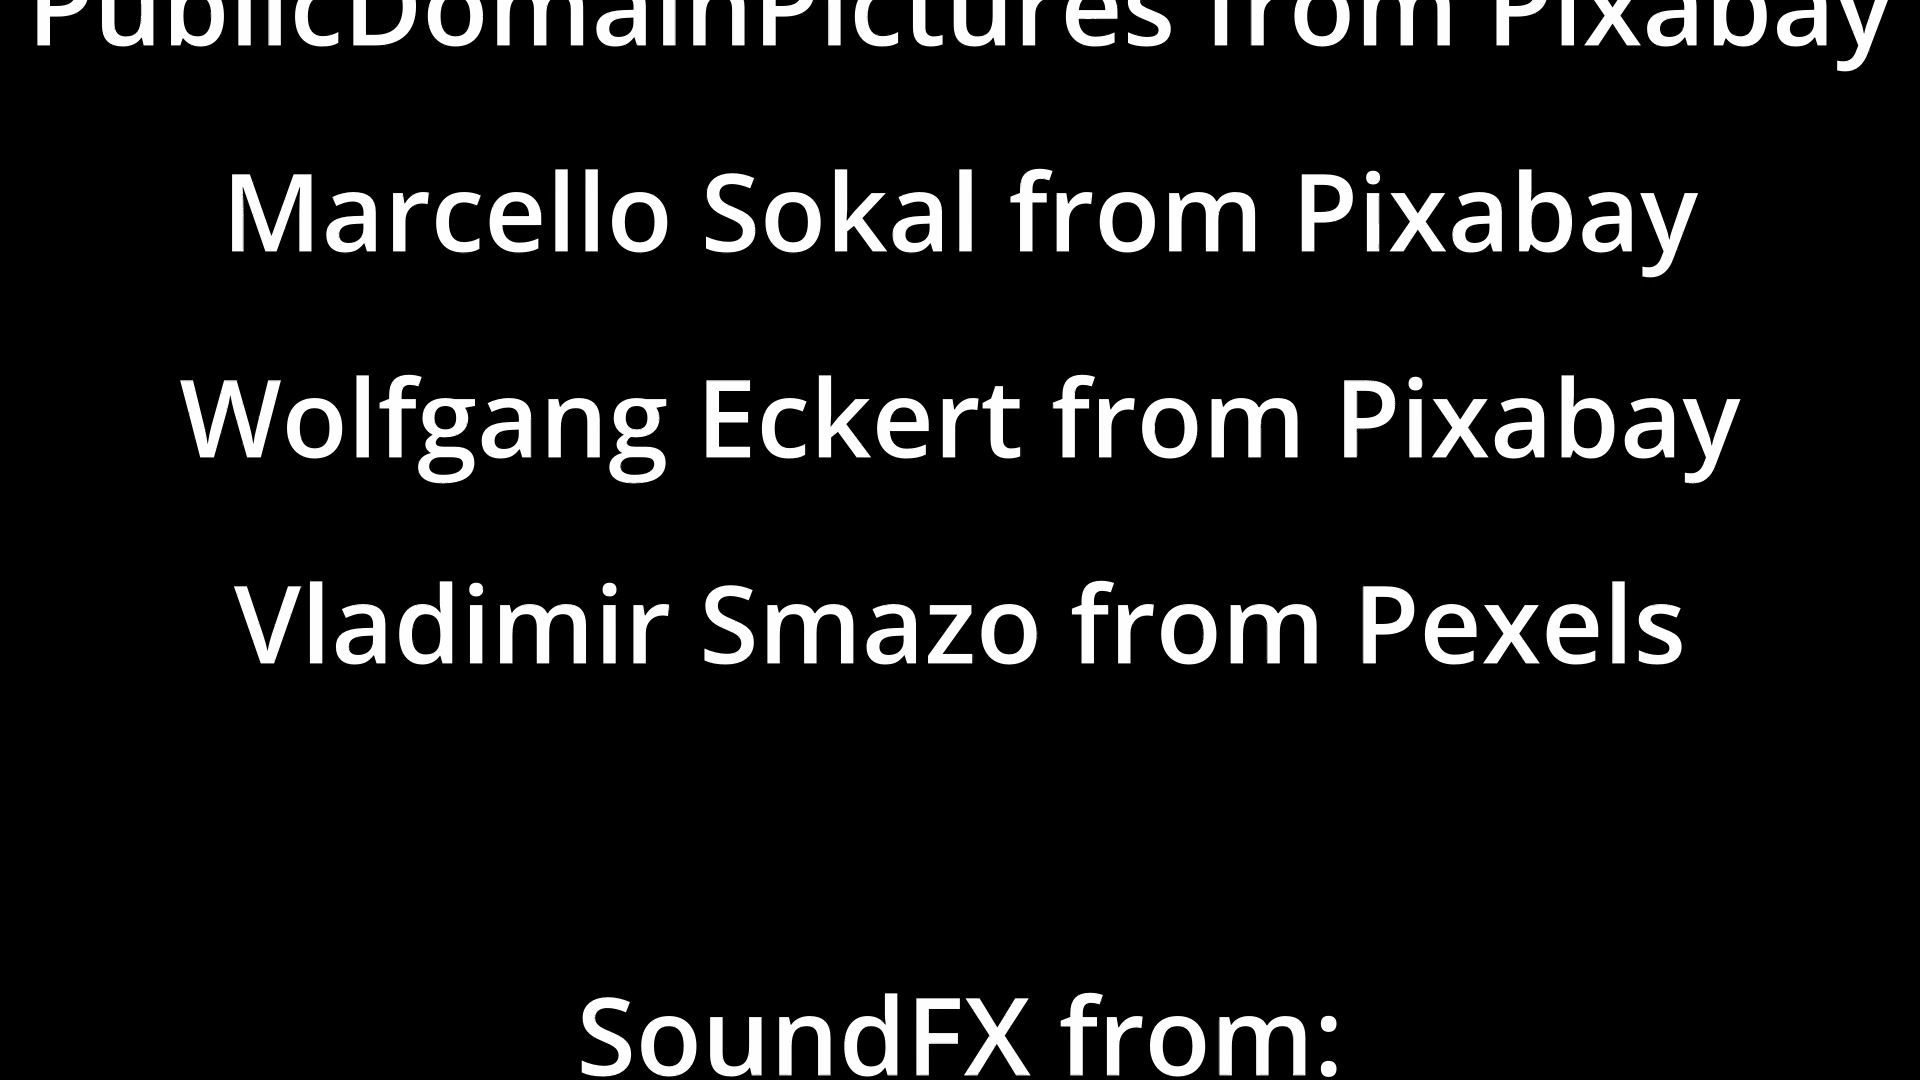 PublicDomainPictures from Pixabay
Marcello Sokal from Pixabay
Wolfgang Eckert from Pixabay
Vladimir Smazo from Pexels
SoundFX from: